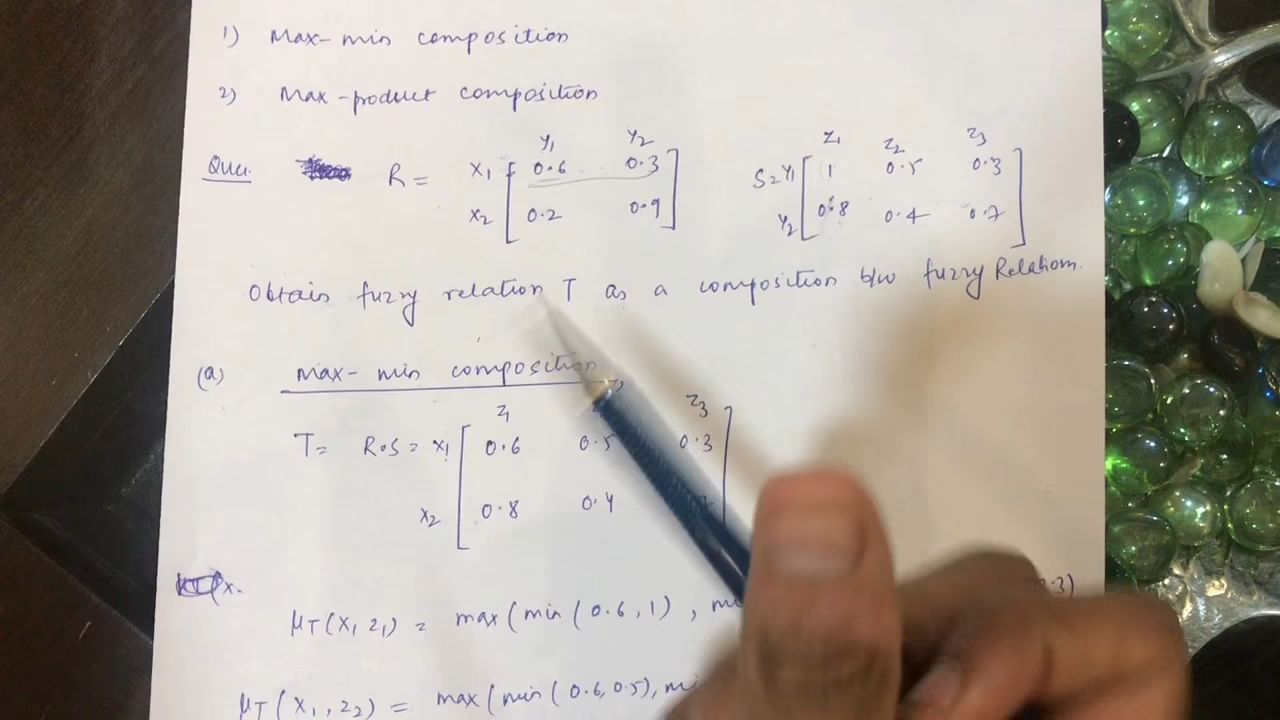 1) Max-min composition
2) Max-product composition
Y1 Y2 Z1 Z2 Z3
Que. R = X1 0.6 0.3 S= Y1 1 0.5 0.3
X2 0.2 0.9 Y2 0.8 0.4 0.7
Obtain fuzzy relation T as a composition b/w fuzzy Relations.
(a) max-min composition
Z1 Z3
T= R∘S = X1 0.6 0.5 0.3
X2 0.8 0.4
x.
μT(X1 Z1) = max(min(0.6, 1), .3)
μT(X1, Z2) = max(min(0.6, 0.5),